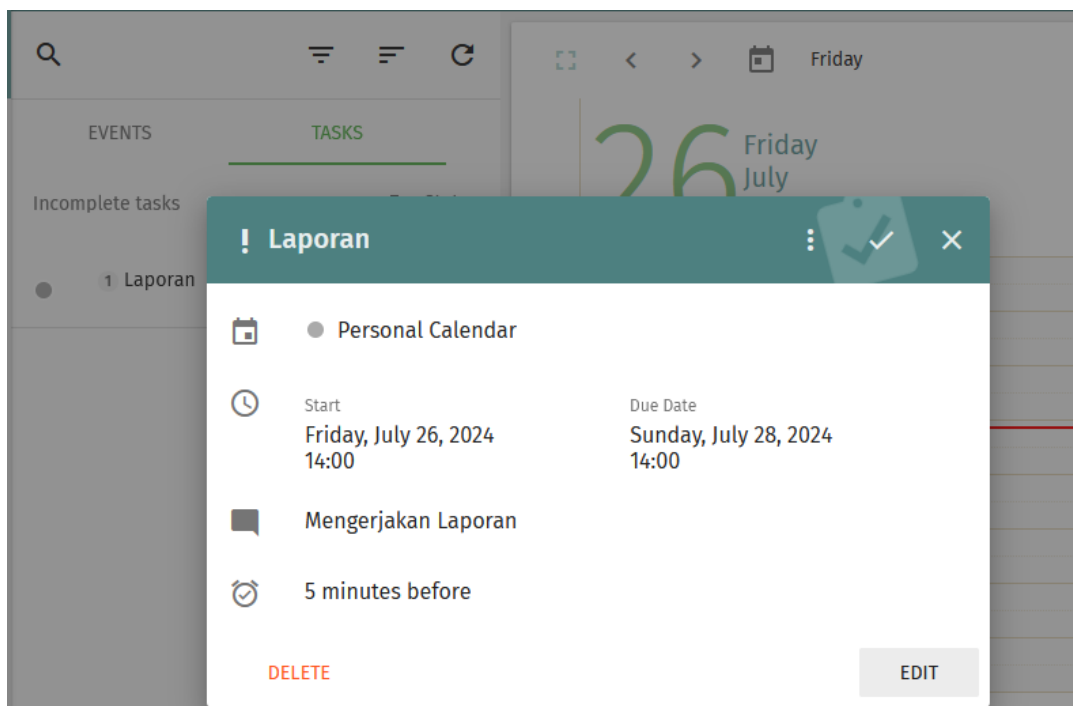 Friday
EVENTS
TASKS
26
Friday
July
Incomplete tasks
1 Laporan
! Laporan
Personal Calendar
Start
Due Date
Friday, July 26, 2024
Sunday, July 28, 2024
14:00
14:00
Mengerjakan Laporan
5 minutes before
DELETE
EDIT